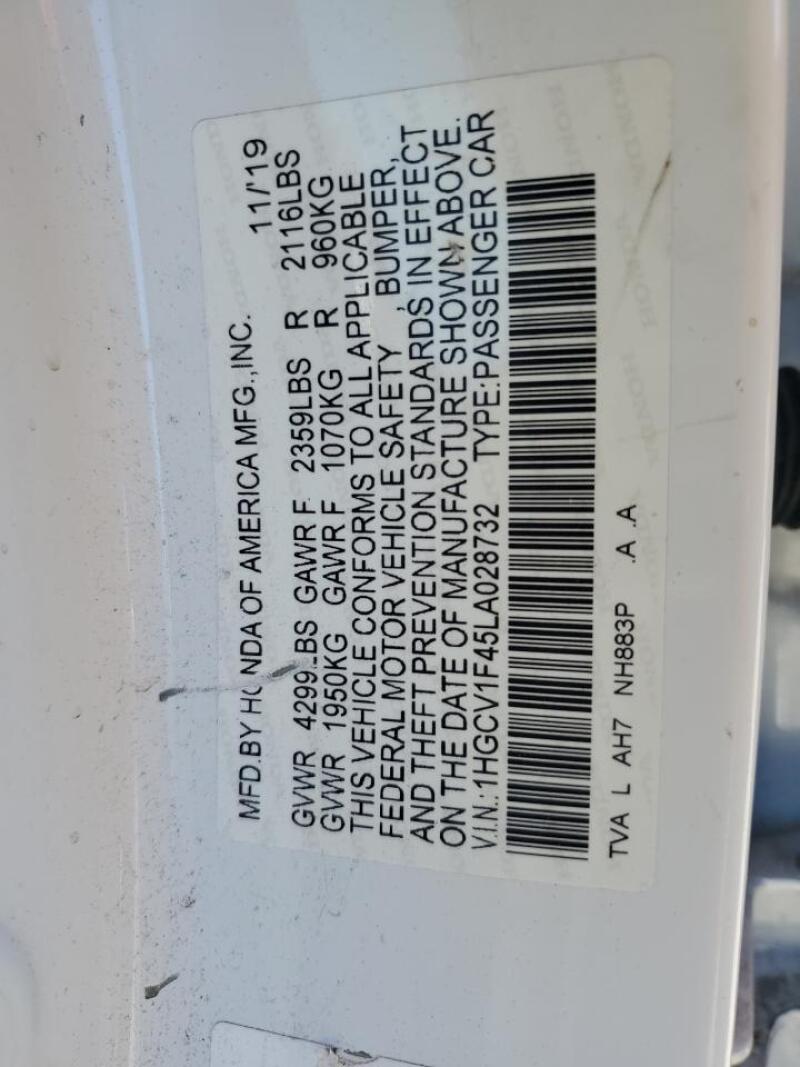 MFD.BY HONDA OF AMERICA MFG.,INC. 11/'19
GVWR 4299LBS GAWR F 2359LBS R 2116LBS
GVWR 1950KG GAWR F 1070KG R 960KG
THIS VEHICLE CONFORMS TO ALL APPLICABLE
FEDERAL MOTOR VEHICLE SAFETY , BUMPER,
AND THEFT PREVENTION STANDARDS IN EFFECT
ON THE DATE OF MANUFACTURE SHOWN ABOVE.
V.I.N.:1HGCV1F45LA028732 TYPE:PASSENGER CAR
TVA L AH7 NH883P .A .A